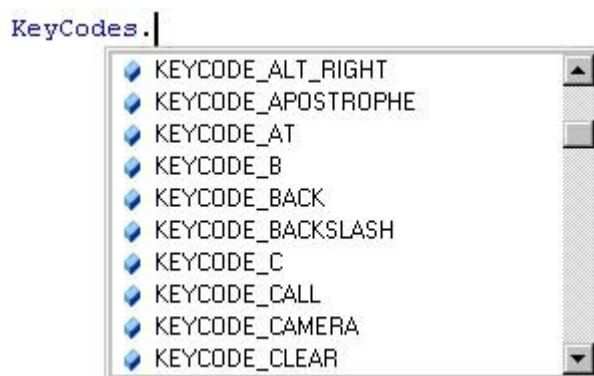 KeyCodes.
KEYCODE_ALT_RIGHT
KEYCODE_APOSTROPHE
KEYCODE_AT
KEYCODE_B
KEYCODE_BACK
KEYCODE_BACKSLASH
KEYCODE_C
KEYCODE_CALL
KEYCODE_CAMERA
KEYCODE_CLEAR